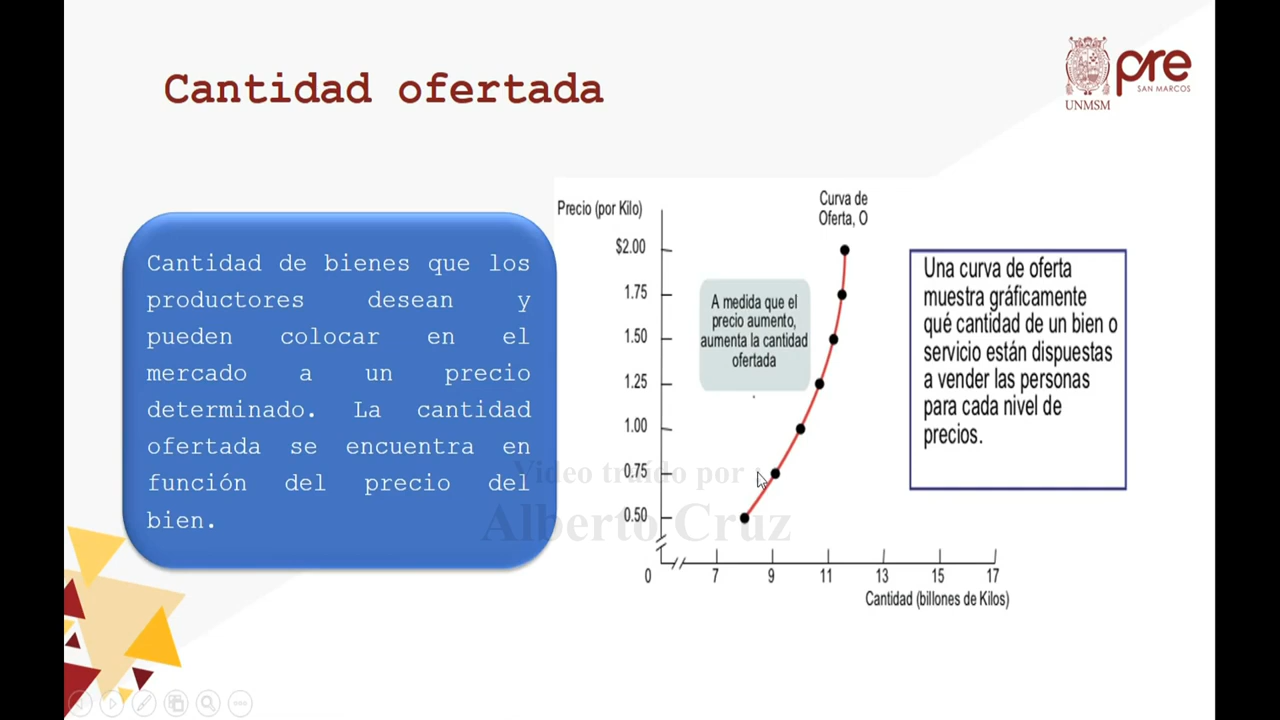 Cantidad ofertada
UNMSM
pre
SAN MARCOS
Cantidad de bienes que los
productores desean y
pueden colocar en el
mercado a un precio
determinado. La cantidad
ofertada se encuentra en
función del precio del
bien.
Precio (por Kilo)
Curva de
Oferta, O
$2.00
1.75
1.50
1.25
1.00
0.75
0.50
0
7
9
11
13
15
17
Cantidad (billones de Kilos)
A medida que el
precio aumento,
aumenta la cantidad
ofertada
Una curva de oferta
muestra gráficamente
qué cantidad de un bien o
servicio están dispuestas
a vender las personas
para cada nivel de
precios.
Video traído por :
Alberto Cruz